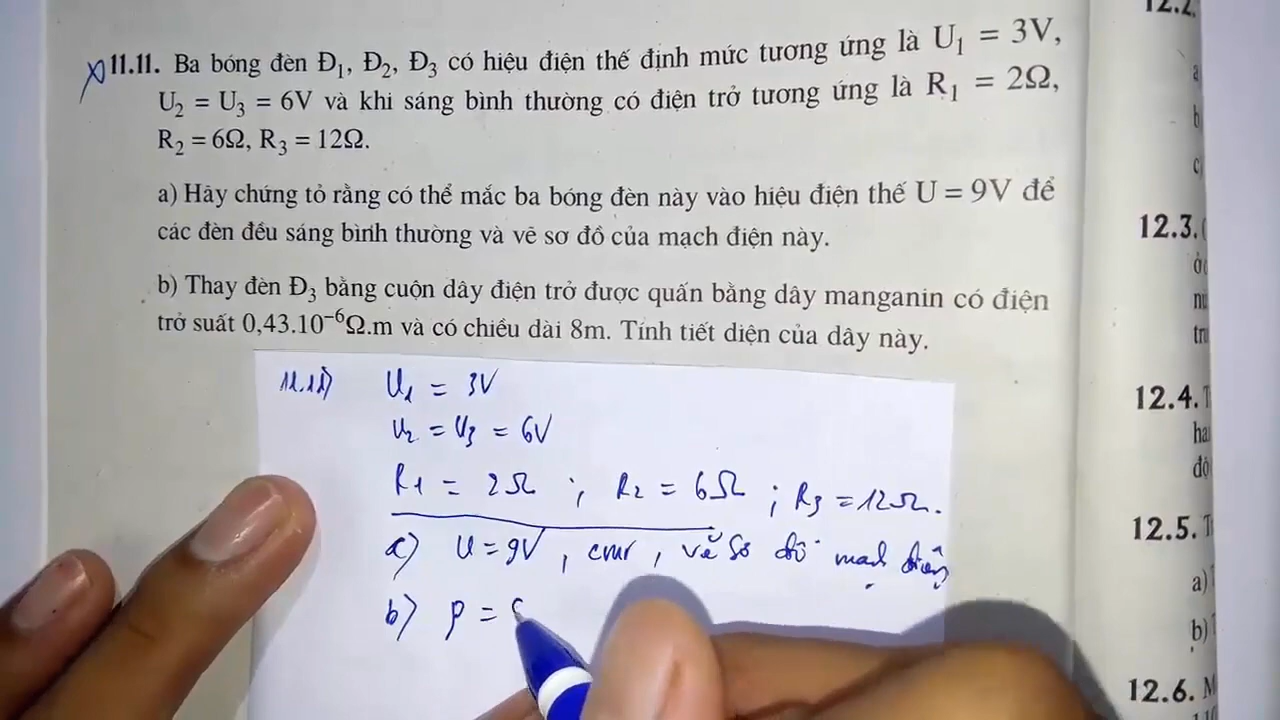 12.2.
11.11. Ba bóng đèn Đ₁, Đ₂, Đ₃ có hiệu điện thế định mức tương ứng là U₁ = 3V,
U₂ = U₃ = 6V và khi sáng bình thường có điện trở tương ứng là R₁ = 2Ω,
R₂ = 6Ω, R₃ = 12Ω.
a) Hãy chứng tỏ rằng có thể mắc ba bóng đèn này vào hiệu điện thế U = 9V để
các đèn đều sáng bình thường và vẽ sơ đồ của mạch điện này.
b) Thay đèn Đ₃ bằng cuộn dây điện trở được quấn bằng dây manganin có điện
trở suất 0,43.10⁻⁶Ω.m và có chiều dài 8m. Tính tiết diện của dây này.
11.11)
U₁ = 3V
U₂ = U₃ = 6V
R₁ = 2Ω ; R₂ = 6Ω ; R₃ = 12Ω.
a) U = 9V, cmr, vẽ sơ đồ mạch điện
b) ρ =
a
b
c)
12.3.
12.4.
12.5.
a)
b)
12.6.